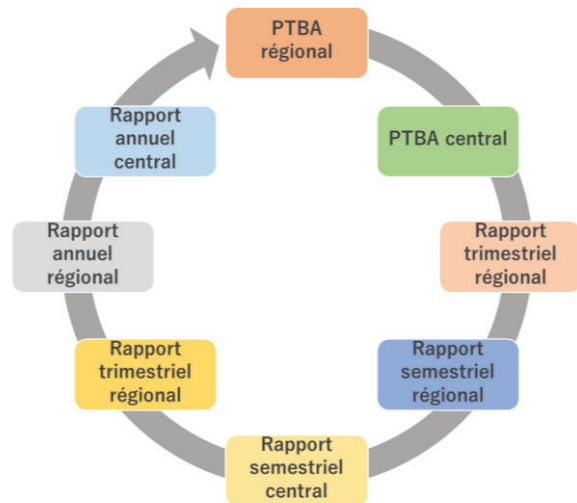 PTBA
régional
PTBA central
Rapport
trimestriel
régional
Rapport
semestriel
régional
Rapport
semestriel
central
Rapport
trimestriel
régional
Rapport
annuel
régional
Rapport
annuel
central